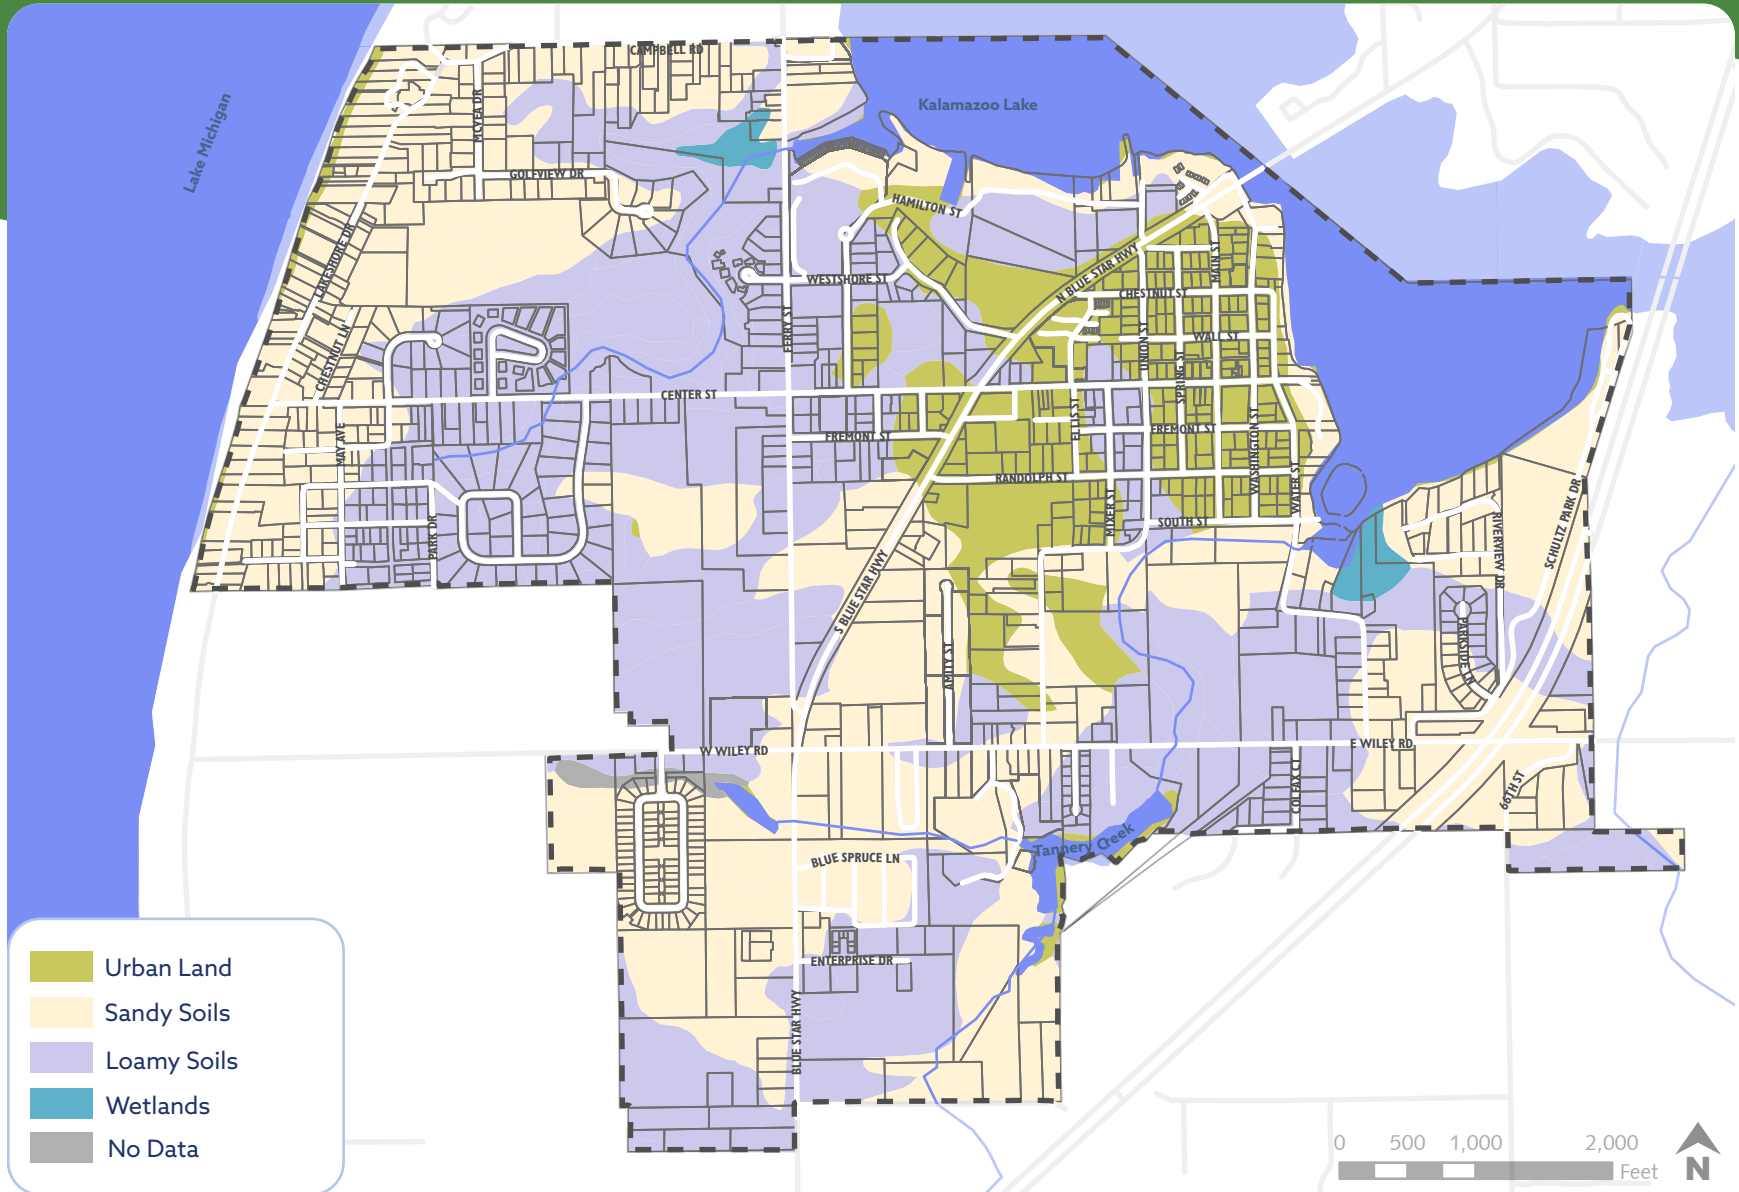 CAMPBELL RD
Lake Michigan
Kalamazoo Lake
MCVEA DR
GOLFVIEW DR
HAMILTON ST
LAKESHORE DR
N BLUE STAR HWY
MAIN ST
WESTSHORE ST
CHESTNUT ST
FERRY ST
CHESTNUT LN
UNION ST
WALL ST
SPRING ST
CENTER ST
ELLIS ST
MAY AVE
FREMONT ST
FREMONT ST
WASHINGTON ST
RANDOLPH ST
WATER ST
MIXER ST
SOUTH ST
PARK DR
RIVERVIEW DR
SCHULTZ PARK DR
S BLUE STAR HWY
PARKSIDE LN
AMITY ST
W WILEY RD
E WILEY RD
COLFAX CT
66TH ST
Tannery Creek
BLUE SPRUCE LN
ENTERPRISE DR
BLUE STAR HWY
Urban Land
Sandy Soils
Loamy Soils
Wetlands
No Data
0 500 1,000 2,000
Feet
N